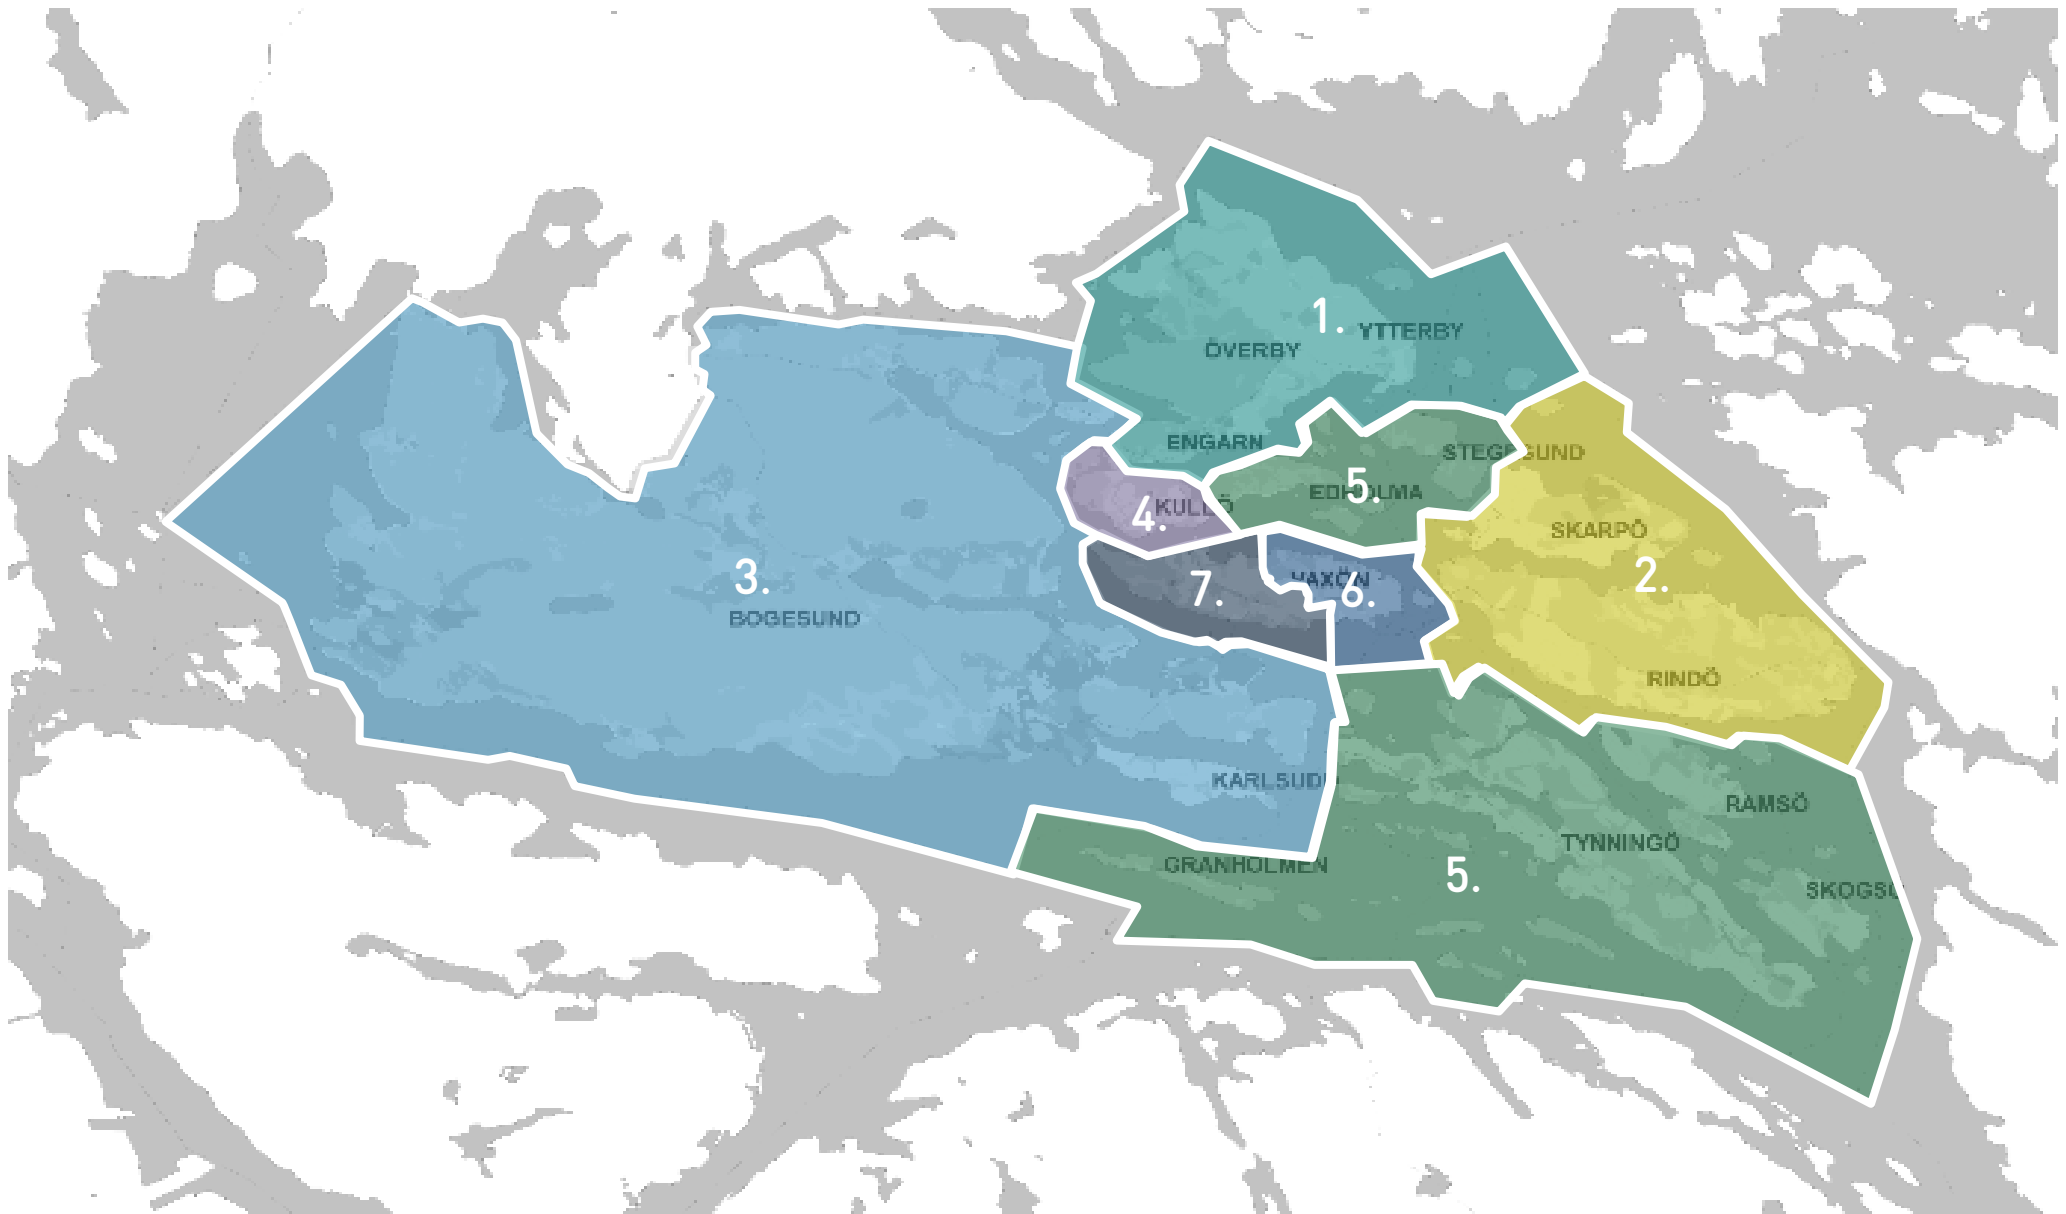 1.
YTTERBY
ÖVERBY
ENGARN
STEGESUND
5.
EDHOLMA
KULLÖ
4.
SKARPÖ
3.
7.
VAXÖN
6.
2.
BOGESUND
RINDÖ
KARLSUDD
RAMSÖ
TYNNINGÖ
GRANHOLMEN
5.
SKOGSÖ